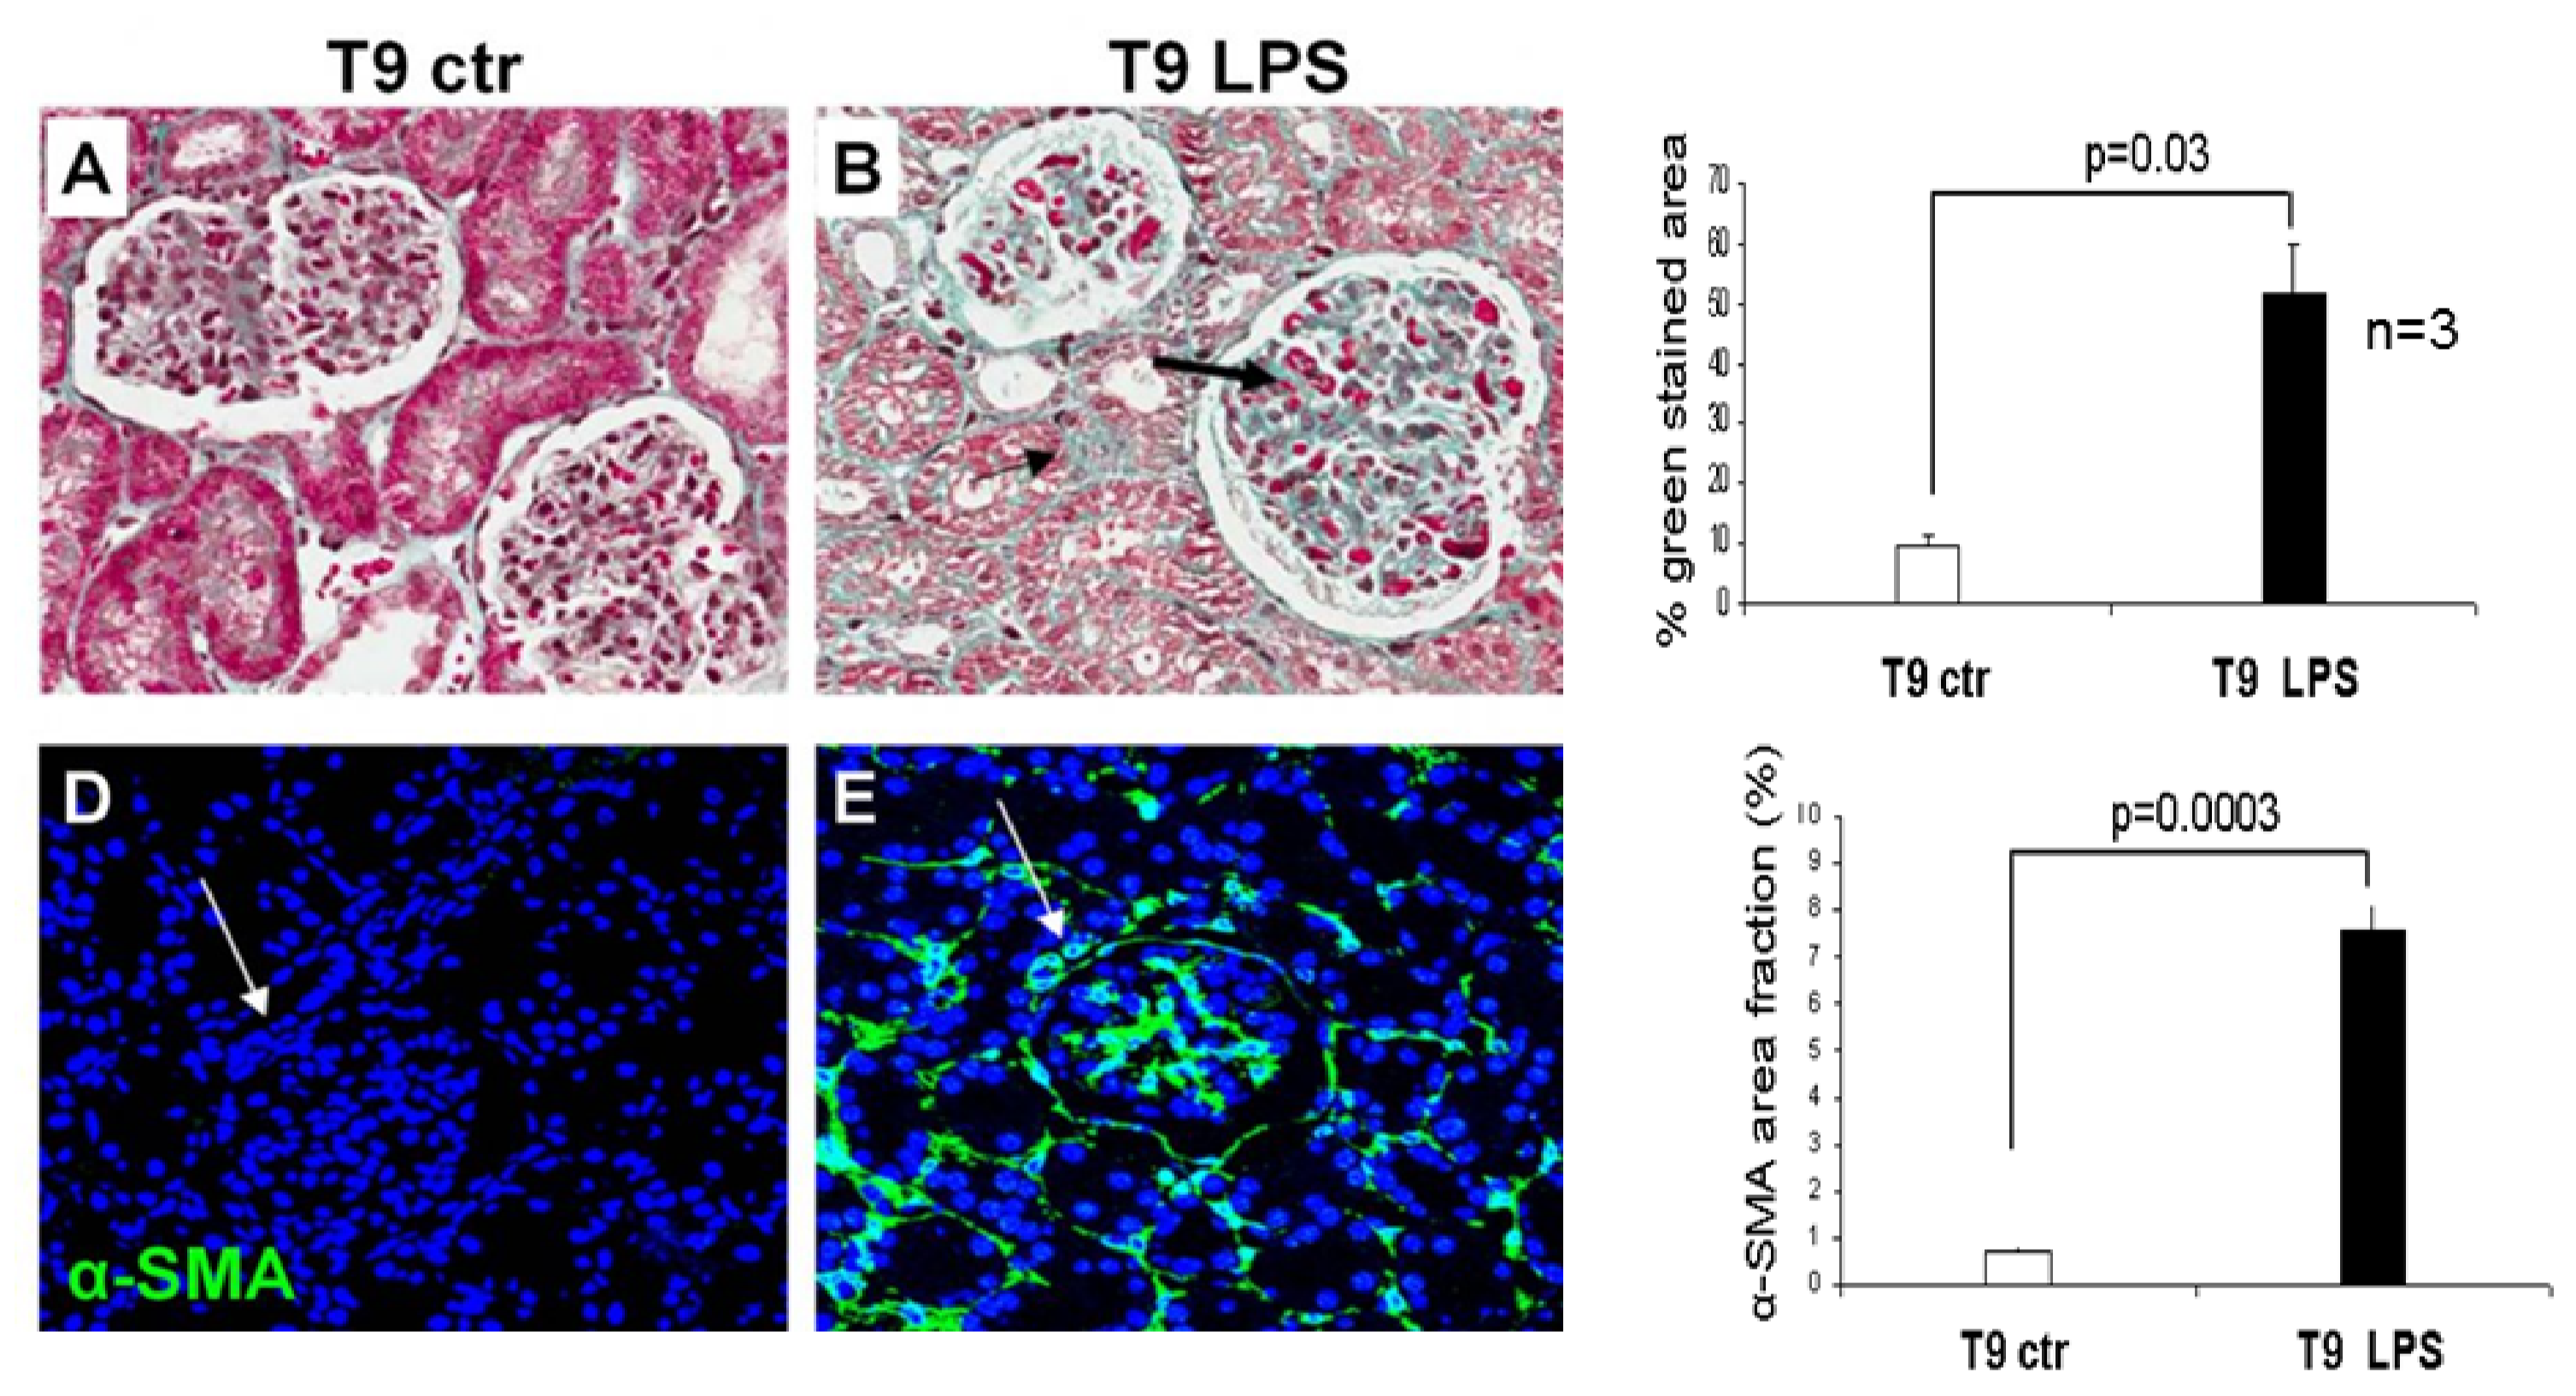 T9 ctr
T9 LPS
A
B
% green stained area
70
60
50
40
30
20
10
0
p=0.03
n=3
T9 ctr
T9 LPS
D
α-SMA
E
α-SMA area fraction (%)
10
9
8
7
6
5
4
3
2
1
0
p=0.0003
T9 ctr
T9 LPS